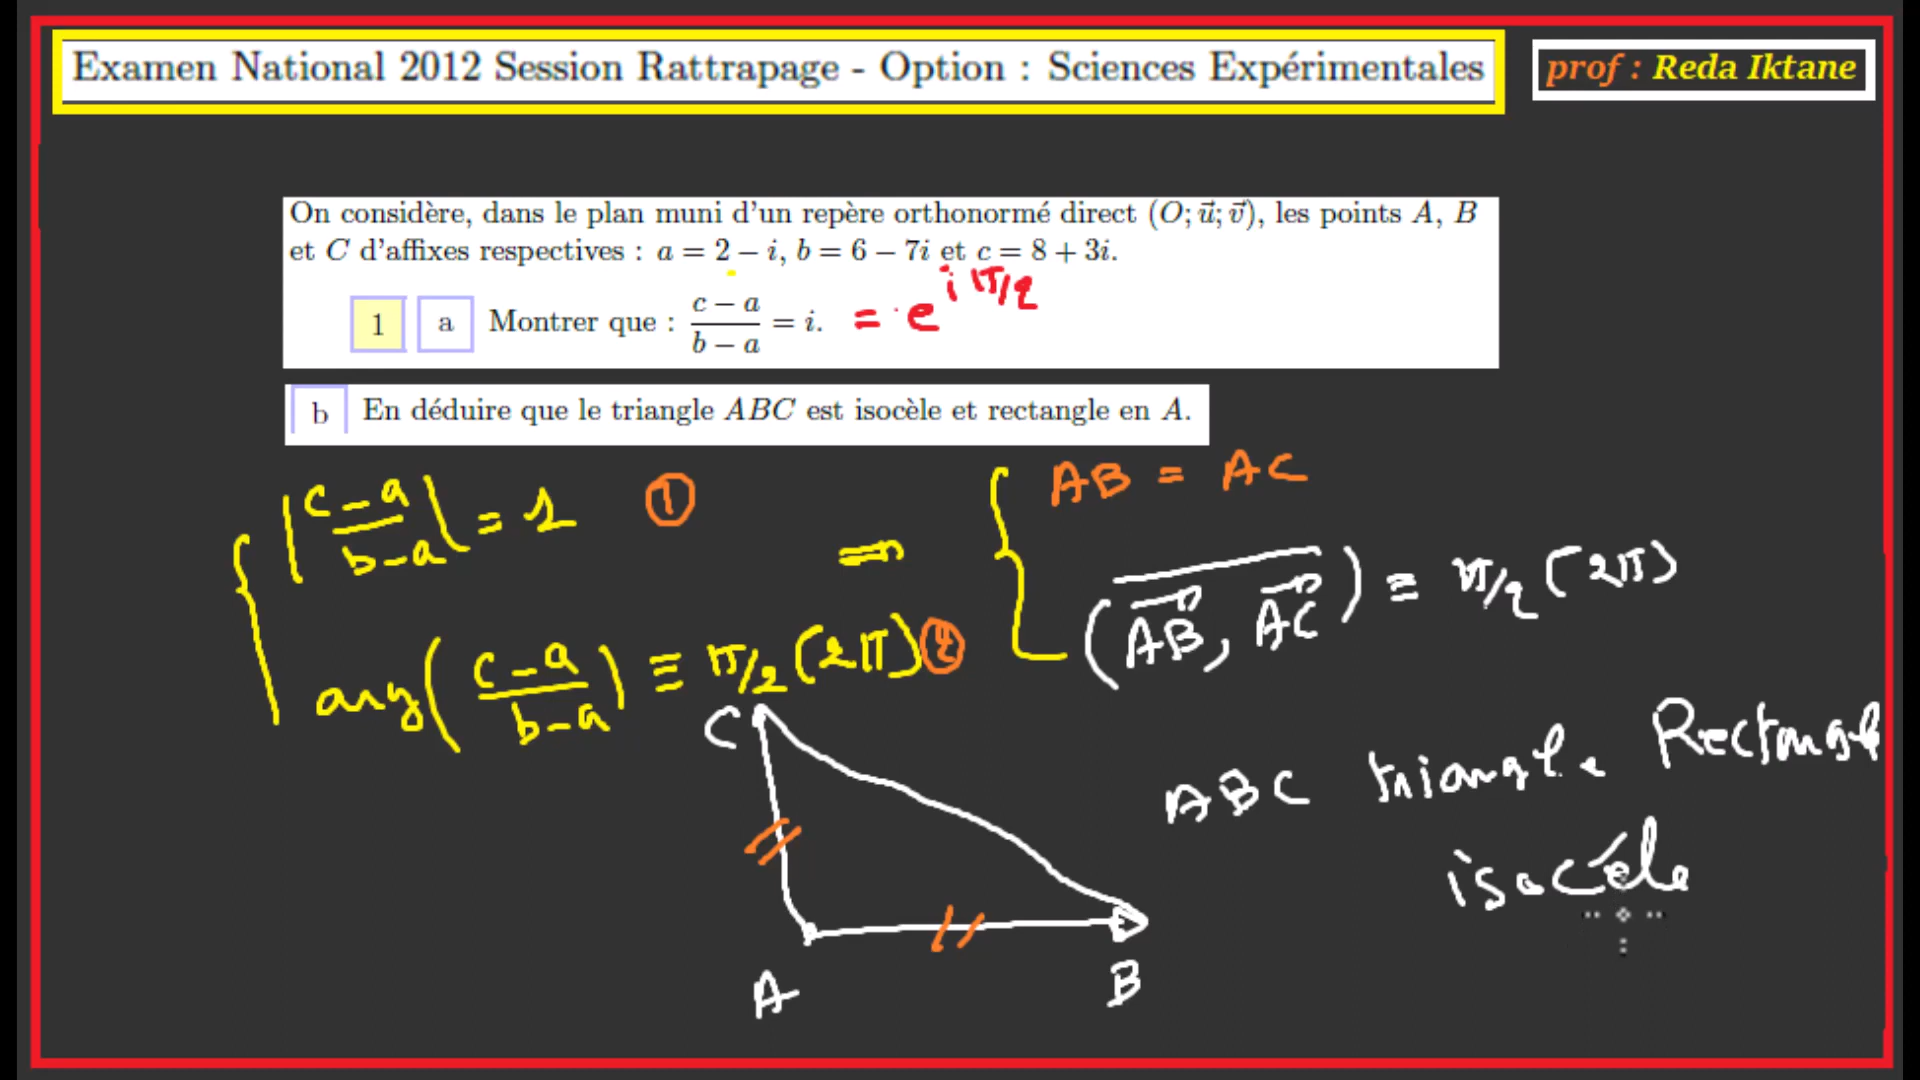 Examen National 2012 Session Rattrapage - Option : Sciences Expérimentales
prof : Reda Iktane
On considère, dans le plan muni d'un repère orthonormé direct (O; u⃗; v⃗), les points A, B
et C d'affixes respectives : a = 2 − i, b = 6 − 7i et c = 8 + 3i.
1 a Montrer que : (c − a)/(b − a) = i. = e^(iπ/2)
b En déduire que le triangle ABC est isocèle et rectangle en A.
|(c-a)/(b-a)| = 1 ①
arg((c-a)/(b-a)) ≡ π/2 (2π) ②
⇒
AB = AC
(AB⃗, AC⃗) ≡ π/2 (2π)
ABC triangle Rectangle
isocèle
C
A
B